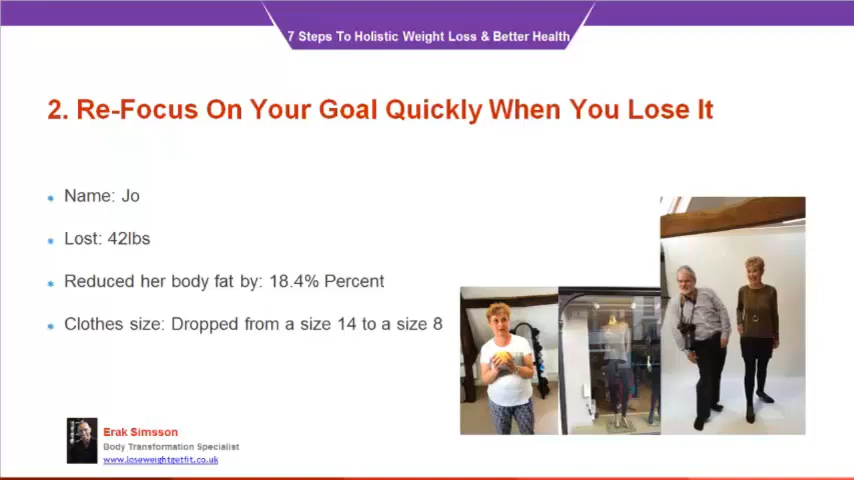 7 Steps To Holistic Weight Loss & Better Health
2. Re-Focus On Your Goal Quickly When You Lose It
Name: Jo
Lost: 42lbs
Reduced her body fat by: 18.4% Percent
Clothes size: Dropped from a size 14 to a size 8
Erak Simsson
Body Transformation Specialist
www.loseweightgetfit.co.uk